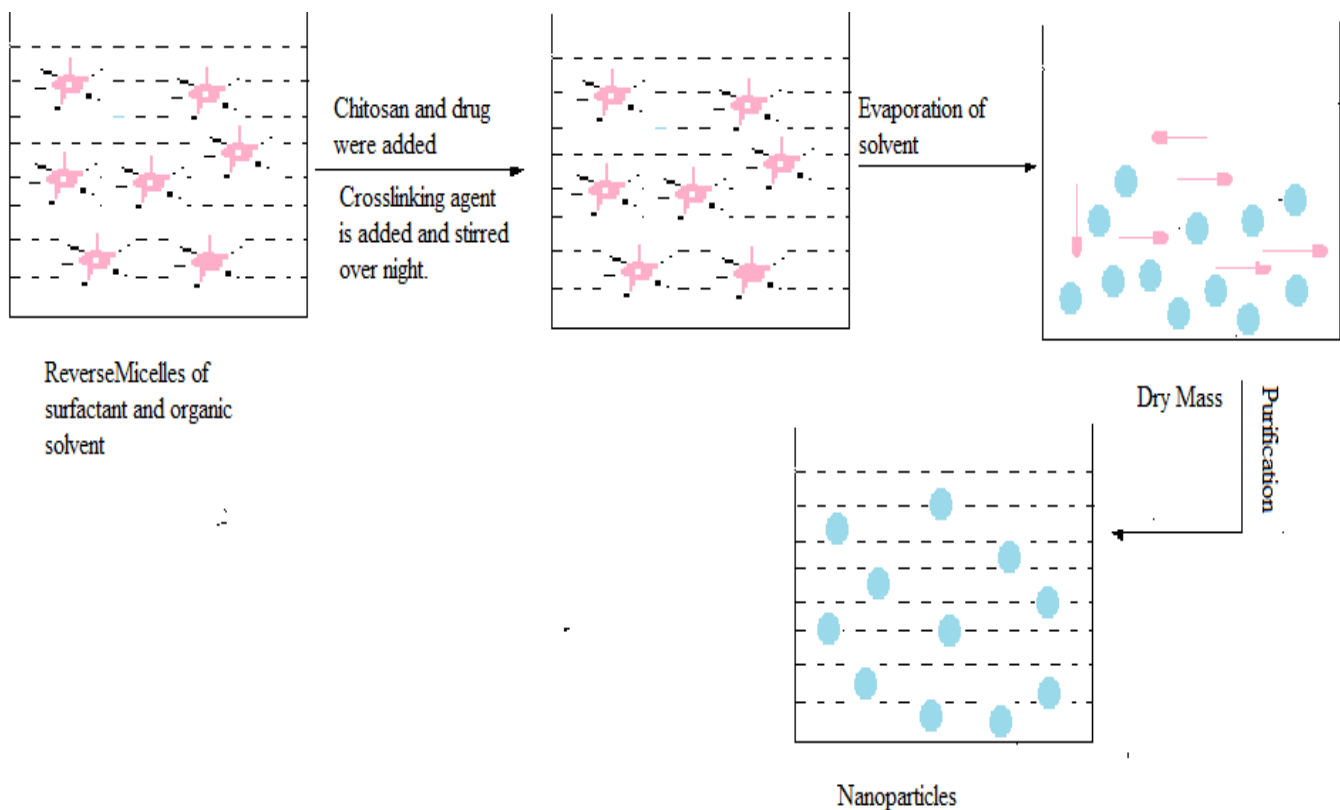 Chitosan and drug
were added
Crosslinking agent
is added and stirred
over night.
Evaporation of
solvent
ReverseMicelles of
surfactant and organic
solvent
Dry Mass
Purification
Nanoparticles